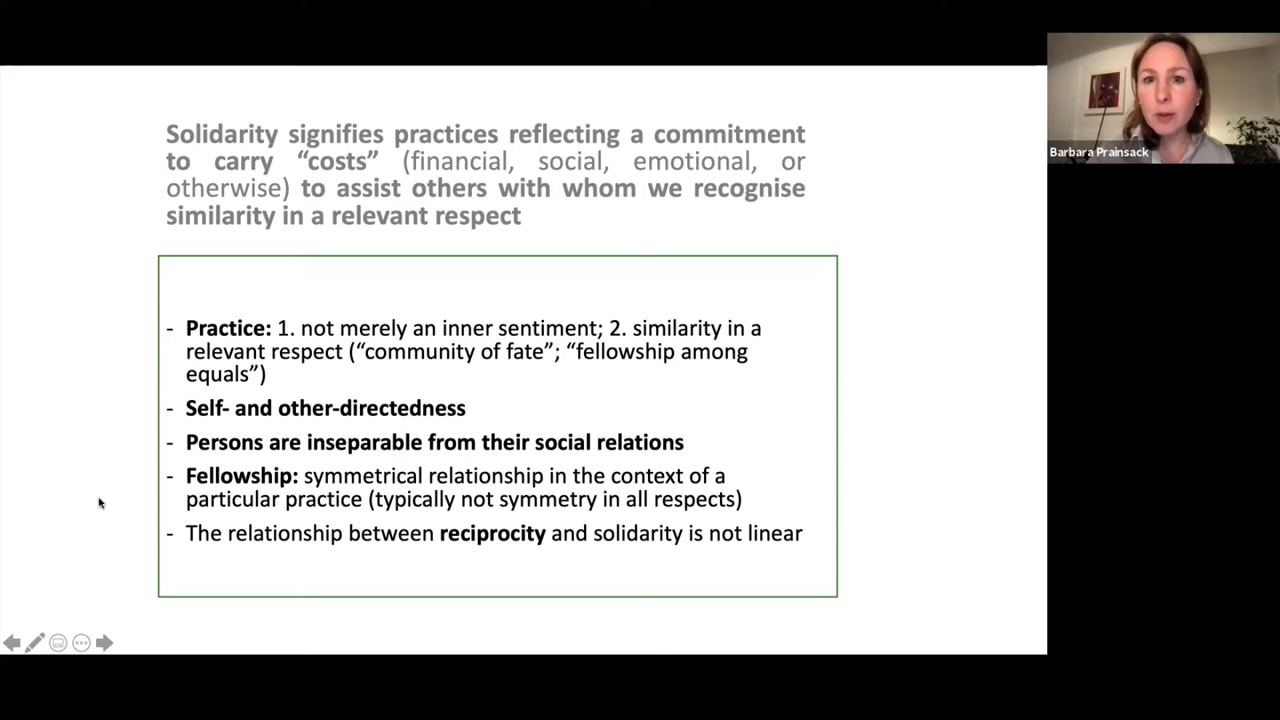 Solidarity signifies practices reflecting a commitment
to carry “costs” (financial, social, emotional, or
otherwise) to assist others with whom we recognise
similarity in a relevant respect
- Practice: 1. not merely an inner sentiment; 2. similarity in a
relevant respect (“community of fate”; “fellowship among
equals”)
- Self- and other-directedness
- Persons are inseparable from their social relations
- Fellowship: symmetrical relationship in the context of a
particular practice (typically not symmetry in all respects)
- The relationship between reciprocity and solidarity is not linear
Barbara Prainsack